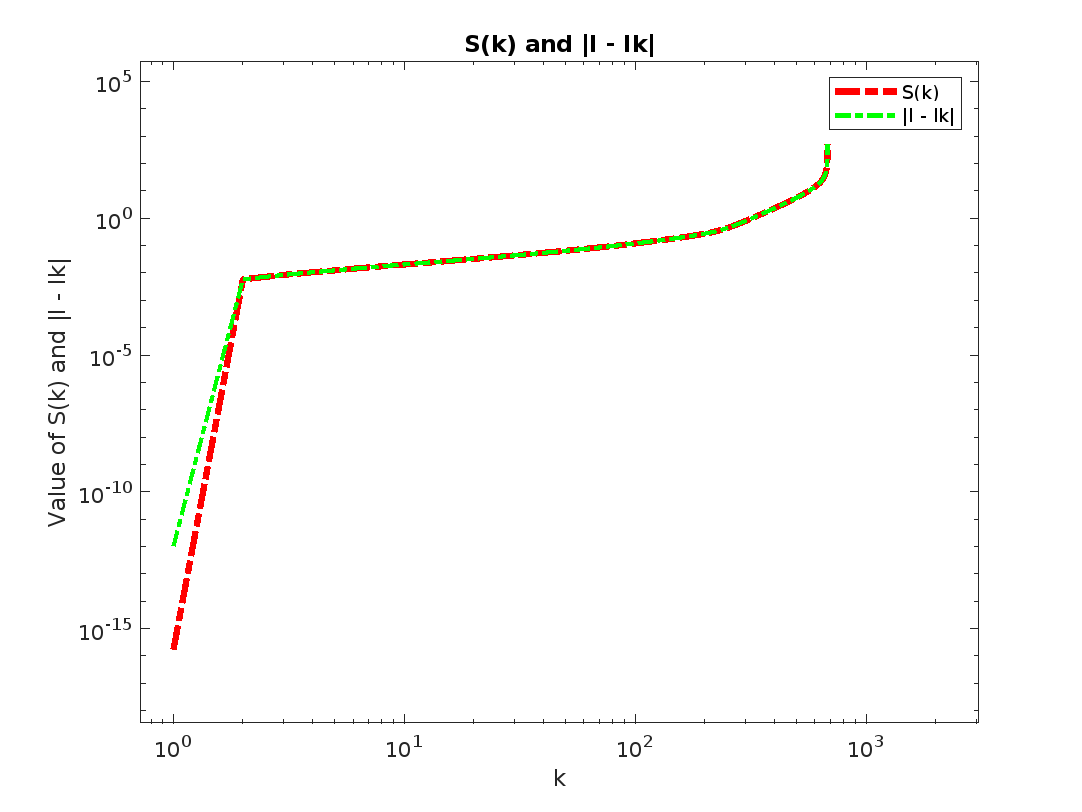 S(k) and |I - Ik|
S(k)
|I - Ik|
Value of S(k) and |I - Ik|
10^5
10^0
10^-5
10^-10
10^-15
10^0
10^1
10^2
10^3
k